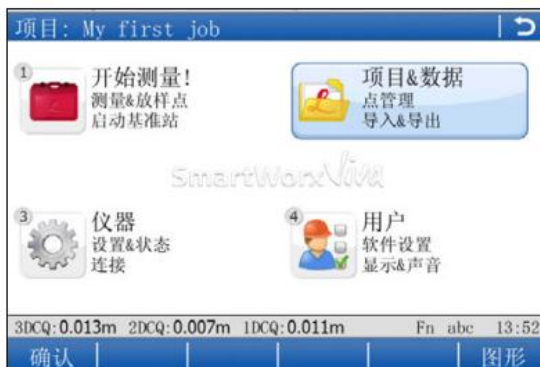 项目: My first job
1
开始测量!
测量&放样点
启动基准站
项目&数据
点管理
导入&导出
SmartWorx Viva
3
仪器
设置&状态
连接
4
用户
软件设置
显示&声音
3DCQ: 0.013m 2DCQ: 0.007m 1DCQ: 0.011m Fn abc 13:52
确认 图形